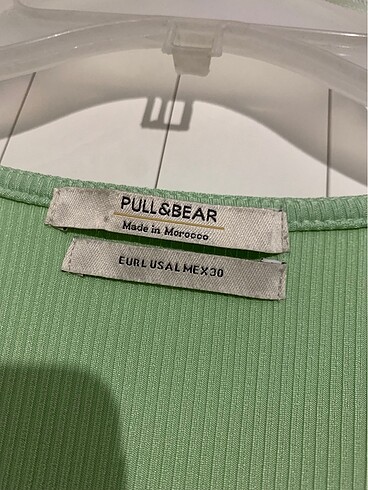 PULL&BEAR
Made in Morocco
EUR L USA L MEX 30